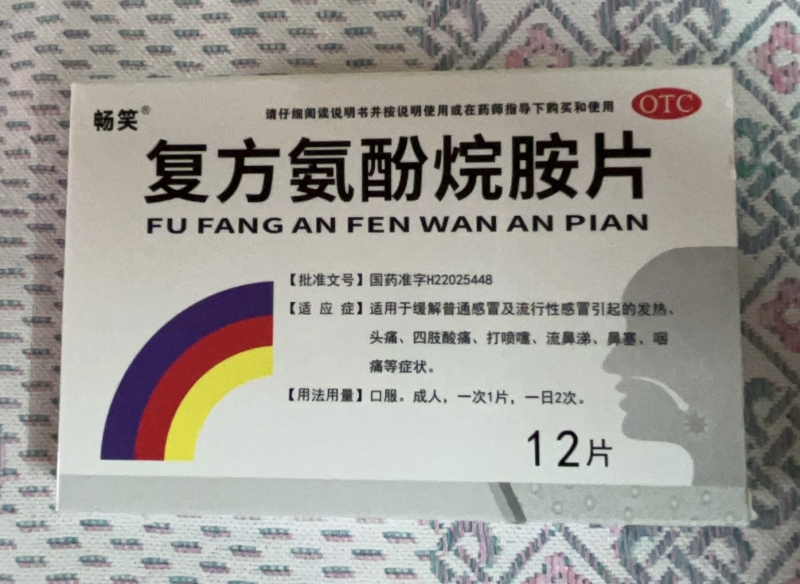 畅笑®
请仔细阅读说明书并按说明使用或在药师指导下购买和使用
OTC
复方氨酚烷胺片
FU FANG AN FEN WAN AN PIAN
【批准文号】国药准字H22025448
【适 应 症】适用于缓解普通感冒及流行性感冒引起的发热、
头痛、四肢酸痛、打喷嚏、流鼻涕、鼻塞、咽
痛等症状。
【用法用量】口服。成人，一次1片，一日2次。
12片